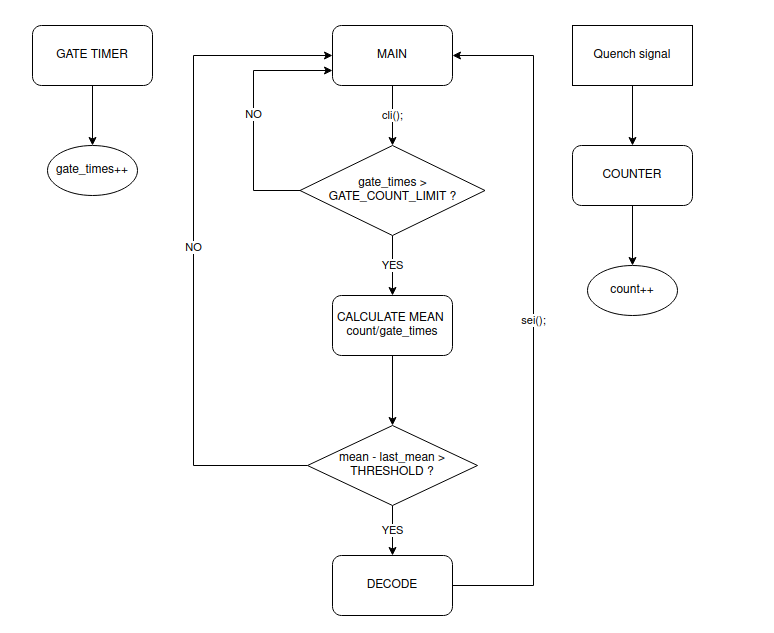 GATE TIMER
MAIN
Quench signal
NO
cli();
gate_times++
gate_times >
GATE_COUNT_LIMIT ?
COUNTER
NO
YES
count++
CALCULATE MEAN
count/gate_times
sei();
mean - last_mean >
THRESHOLD ?
YES
DECODE